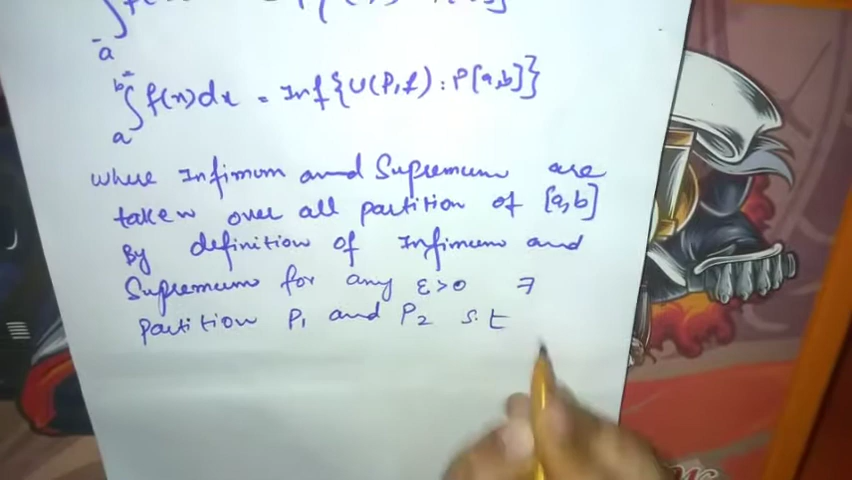 a
b
∫ f(x)dx = Inf{U(P,f) : P[a,b]}
a
where Infimum and Supremum are
taken over all partition of [a,b]
By definition of Infimum and
Supremum for any ε>0 ∃
partition P₁ and P₂ s.t